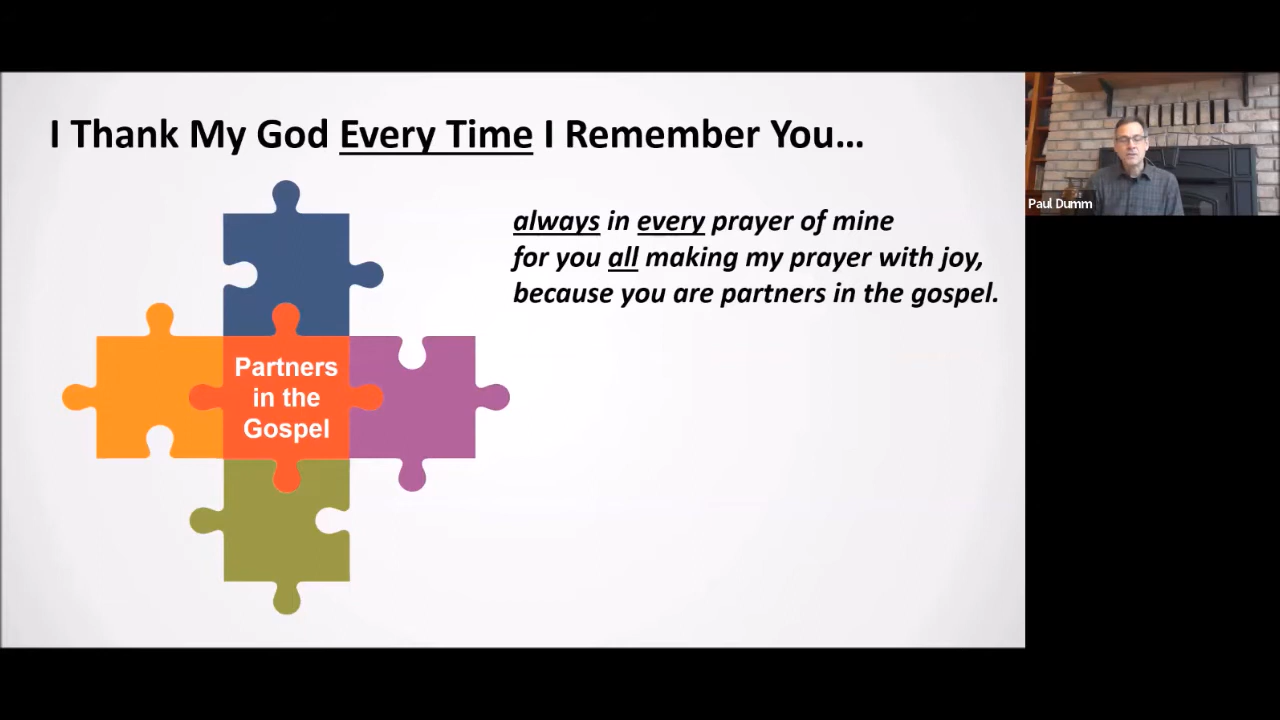 I Thank My God Every Time I Remember You...
always in every prayer of mine
for you all making my prayer with joy,
because you are partners in the gospel.
Partners
in the
Gospel
Paul Dumm